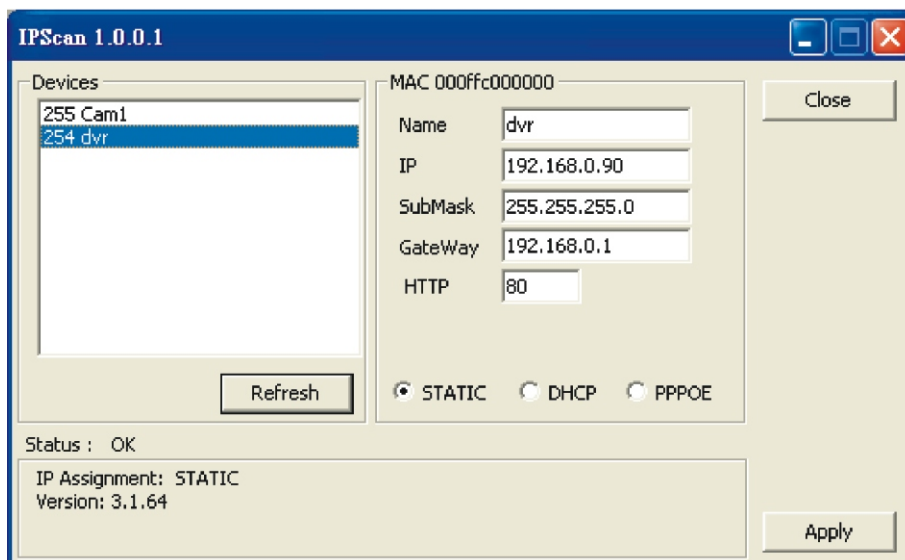 IPScan 1.0.0.1
Devices
255 Cam1
254 dvr
Refresh
MAC 000ffc000000
Name dvr
IP 192.168.0.90
SubMask 255.255.255.0
GateWay 192.168.0.1
HTTP 80
STATIC DHCP PPPOE
Close
Status : OK
IP Assignment: STATIC
Version: 3.1.64
Apply